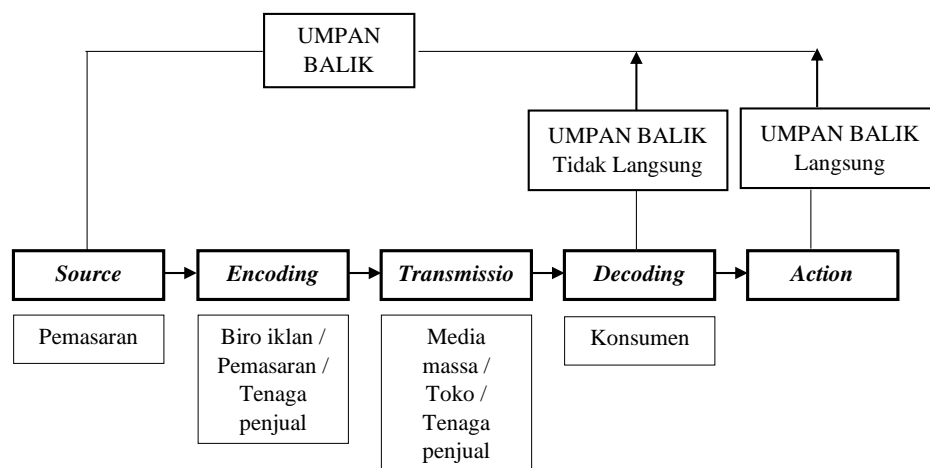 UMPAN
BALIK
UMPAN BALIK
Tidak Langsung
UMPAN BALIK
Langsung
Source
Encoding
Transmissio
Decoding
Action
Pemasaran
Biro iklan /
Pemasaran /
Tenaga
penjual
Media
massa /
Toko /
Tenaga
penjual
Konsumen